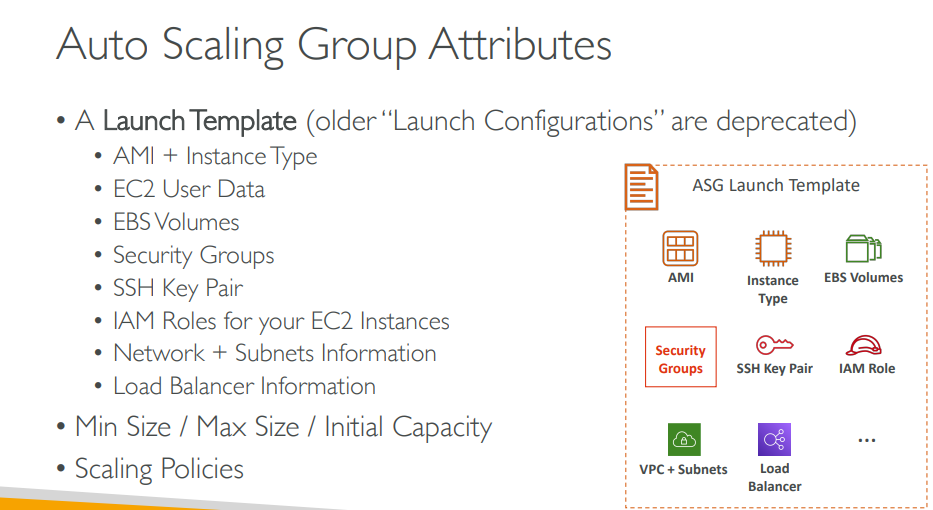 Auto Scaling Group Attributes
• A Launch Template (older “Launch Configurations” are deprecated)
• AMI + Instance Type
• EC2 User Data
• EBS Volumes
• Security Groups
• SSH Key Pair
• IAM Roles for your EC2 Instances
• Network + Subnets Information
• Load Balancer Information
• Min Size / Max Size / Initial Capacity
• Scaling Policies
ASG Launch Template
AMI
Instance
Type
EBS Volumes
Security
Groups
SSH Key Pair
IAM Role
VPC + Subnets
Load
Balancer
...